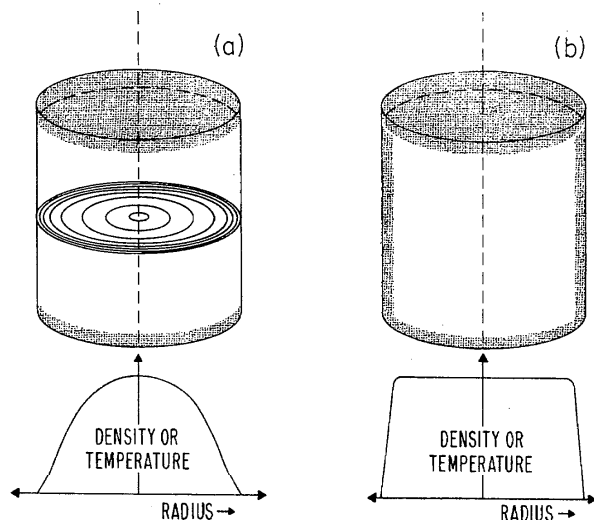 (a)
(b)
DENSITY OR
TEMPERATURE
RADIUS →
DENSITY OR
TEMPERATURE
RADIUS →